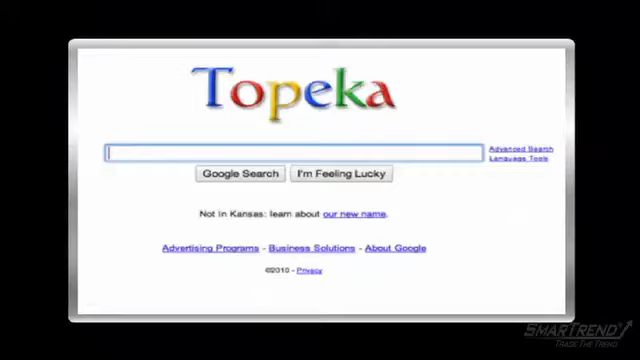 Topeka
Advanced Search
Language Tools
Google Search I'm Feeling Lucky
Not in Kansas: learn about our new name.
Advertising Programs - Business Solutions - About Google
©2010 - Privacy
SMARTREND
TRADE THE TREND